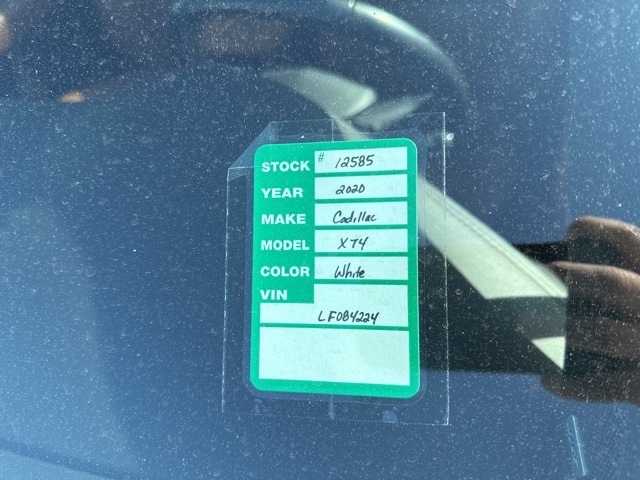 STOCK # 12585
YEAR 2020
MAKE Cadillac
MODEL XT4
COLOR White
VIN
LF084224